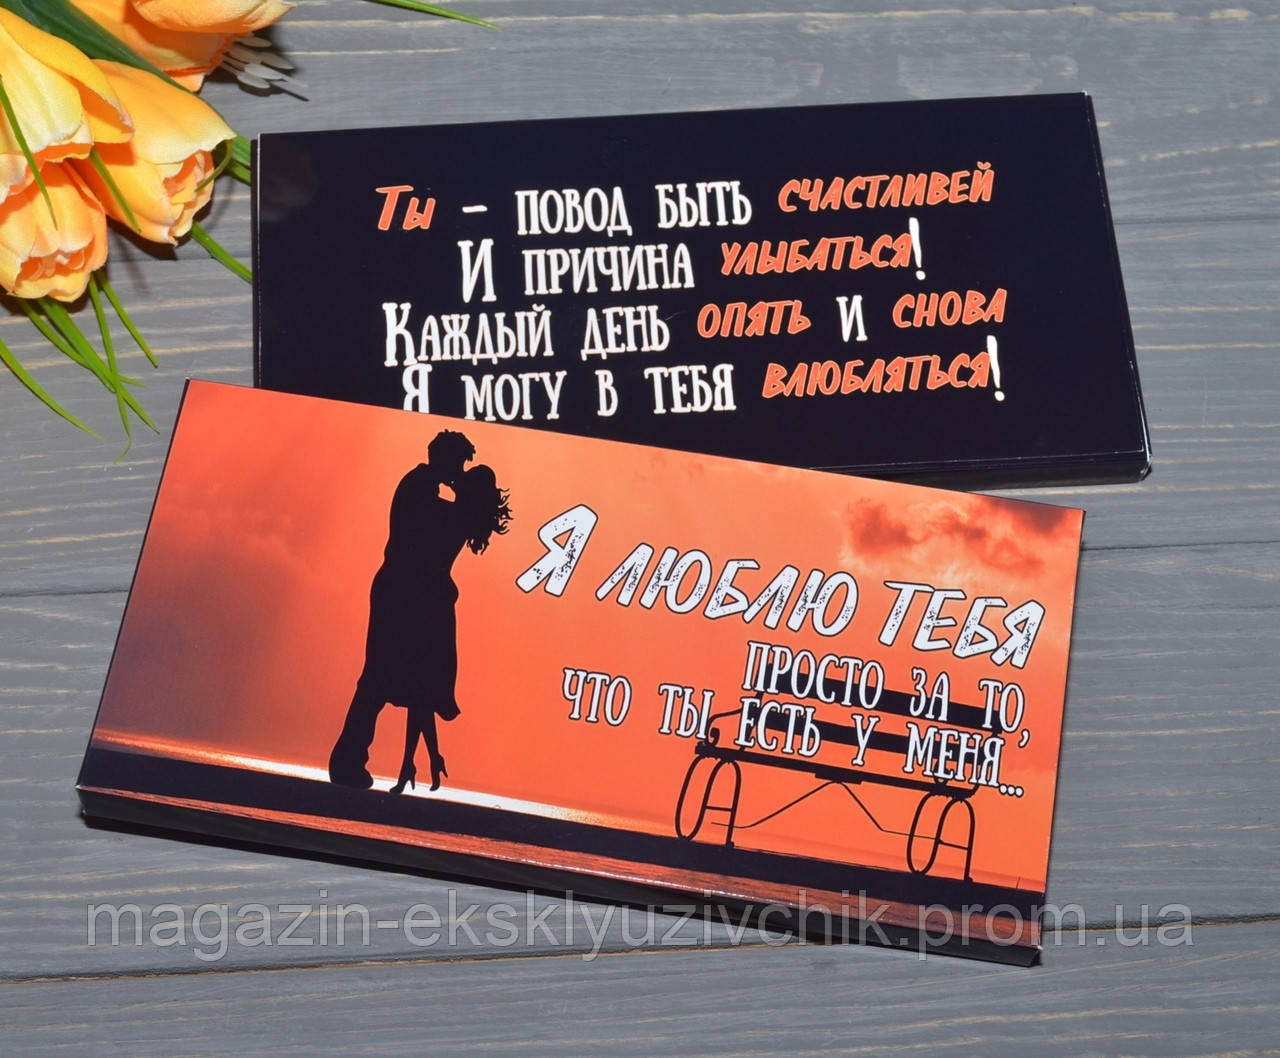 Ты – повод быть счастливей
И причина улыбаться!
Каждый день опять и снова
Я могу в тебя влюбляться!
Я люблю тебя
просто за то,
что ты есть у меня...
magazin-eksklyuzivchik.prom.ua